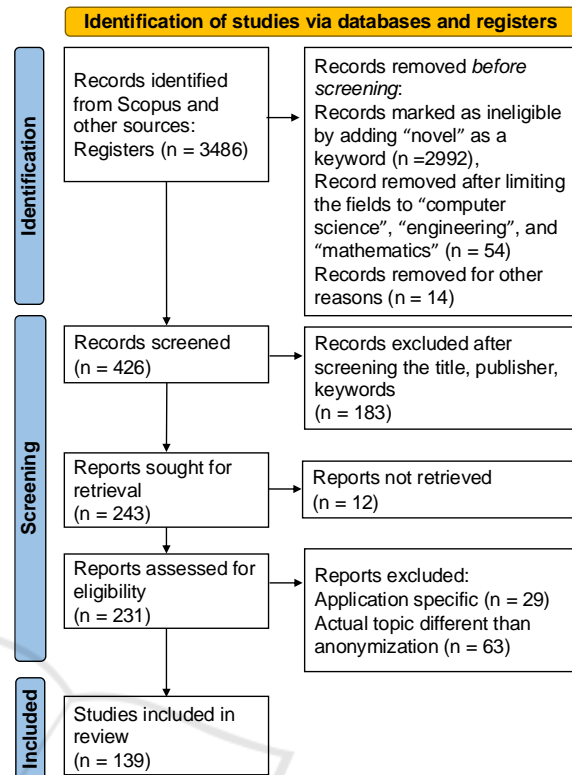 Identification of studies via databases and registers
Identification
Records identified
from Scopus and
other sources:
Registers (n = 3486)
Records removed before
screening:
Records marked as ineligible
by adding “novel” as a
keyword (n =2992),
Record removed after limiting
the fields to “computer
science”, “engineering”, and
“mathematics” (n = 54)
Records removed for other
reasons (n = 14)
Screening
Records screened
(n = 426)
Records excluded after
screening the title, publisher,
keywords
(n = 183)
Reports sought for
retrieval
(n = 243)
Reports not retrieved
(n = 12)
Reports assessed for
eligibility
(n = 231)
Reports excluded:
Application specific (n = 29)
Actual topic different than
anonymization (n = 63)
Included
Studies included in
review
(n = 139)